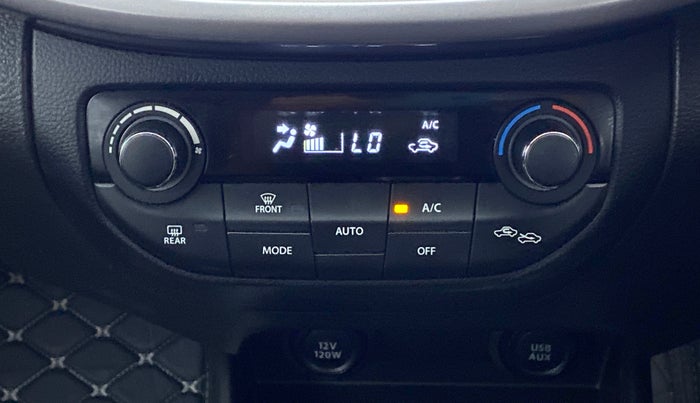 A/C
LO
FRONT
A/C
REAR
MODE
AUTO
OFF
12V
120W
USB
AUX